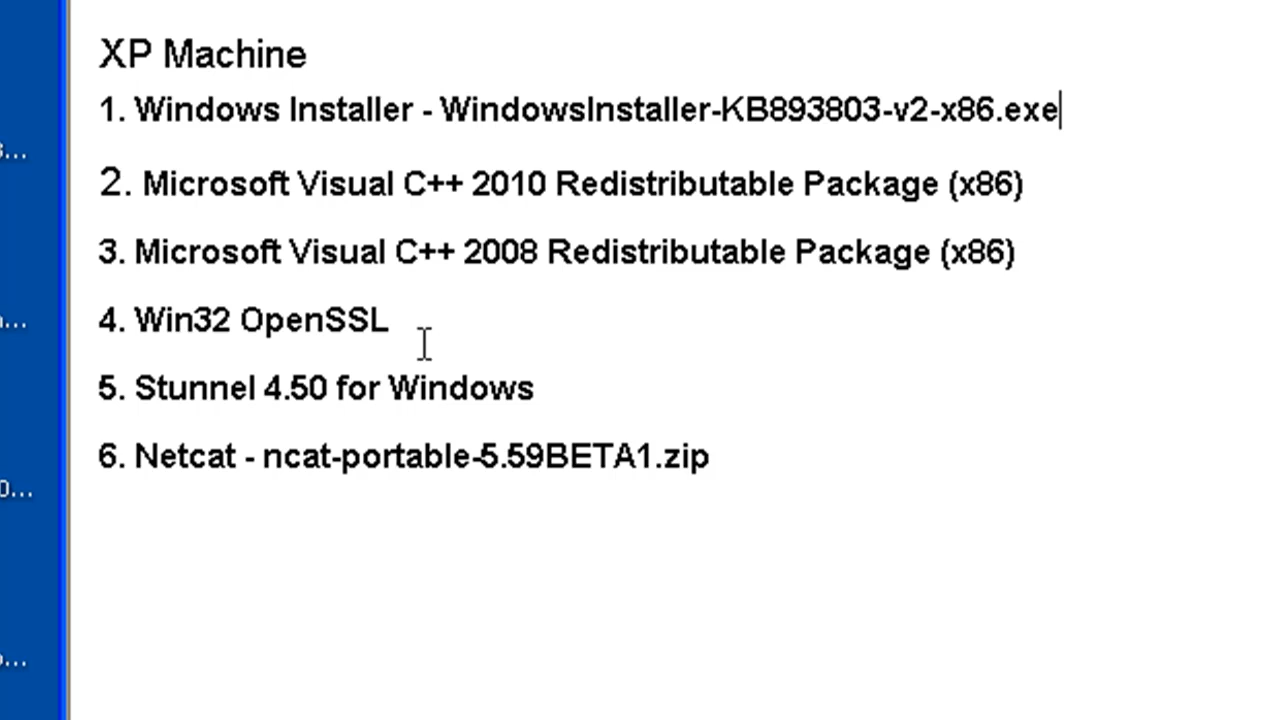 XP Machine
1. Windows Installer - WindowsInstaller-KB893803-v2-x86.exe
3...
2. Microsoft Visual C++ 2010 Redistributable Package (x86)
3. Microsoft Visual C++ 2008 Redistributable Package (x86)
4. Win32 OpenSSL
5. Stunnel 4.50 for Windows
6. Netcat - ncat-portable-5.59BETA1.zip
0...